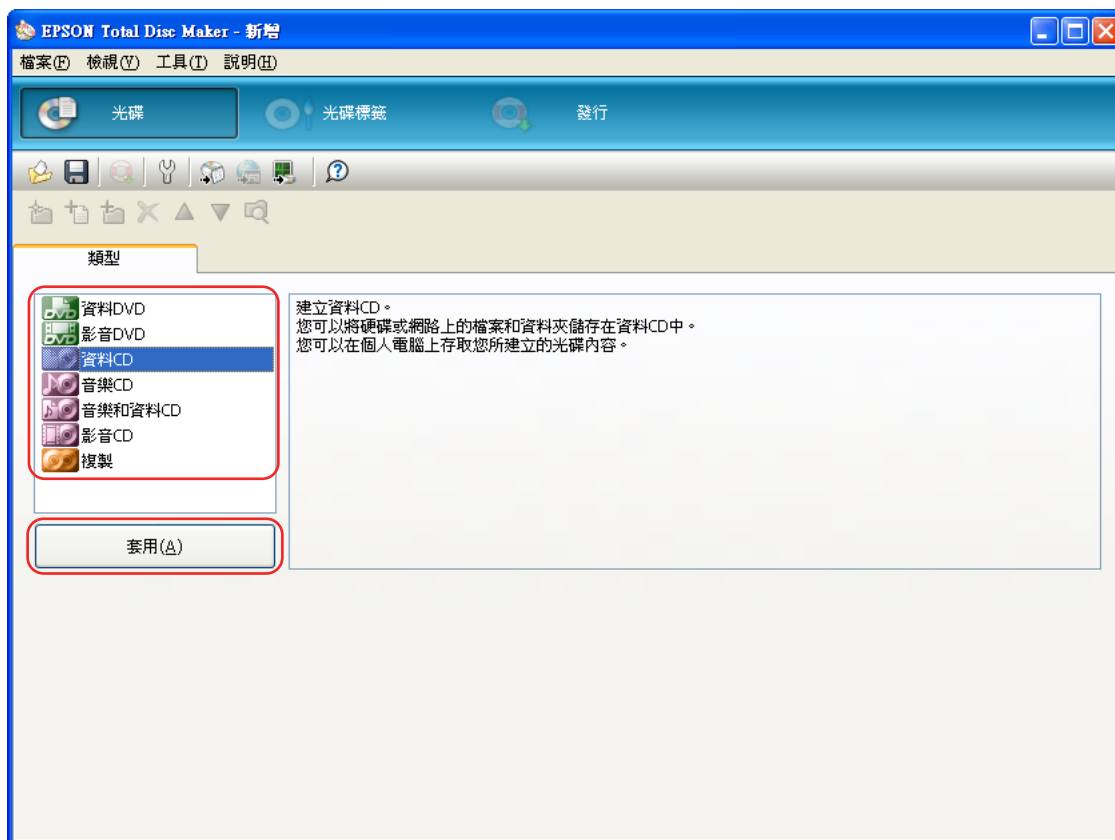 EPSON Total Disc Maker - 新增
檔案(F) 檢視(V) 工具(T) 說明(H)
光碟 光碟標籤 發行
類型
資料DVD
影音DVD
資料CD
音樂CD
音樂和資料CD
影音CD
複製
套用(A)
建立資料CD。
您可以將硬碟或網路上的檔案和資料夾儲存在資料CD中。
您可以在個人電腦上存取您所建立的光碟內容。